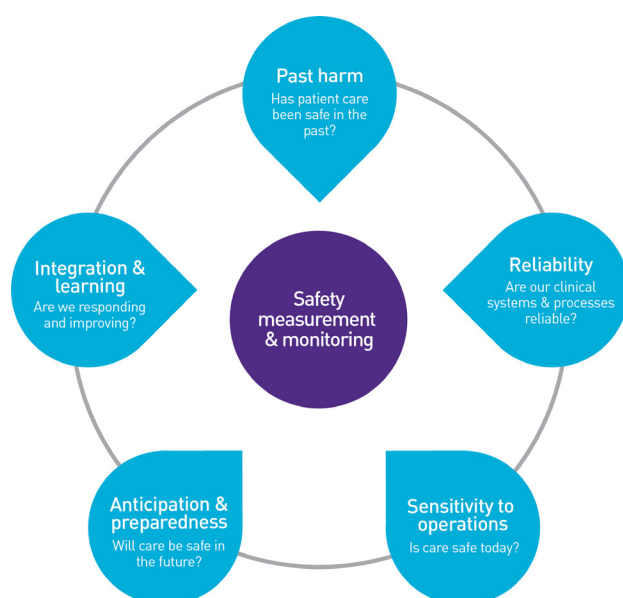 Past harm
Has patient care
been safe in the
past?
Reliability
Are our clinical
systems & processes
reliable?
Sensitivity to
operations
Is care safe today?
Anticipation &
preparedness
Will care be safe in
the future?
Integration &
learning
Are we responding
and improving?
Safety
measurement
& monitoring